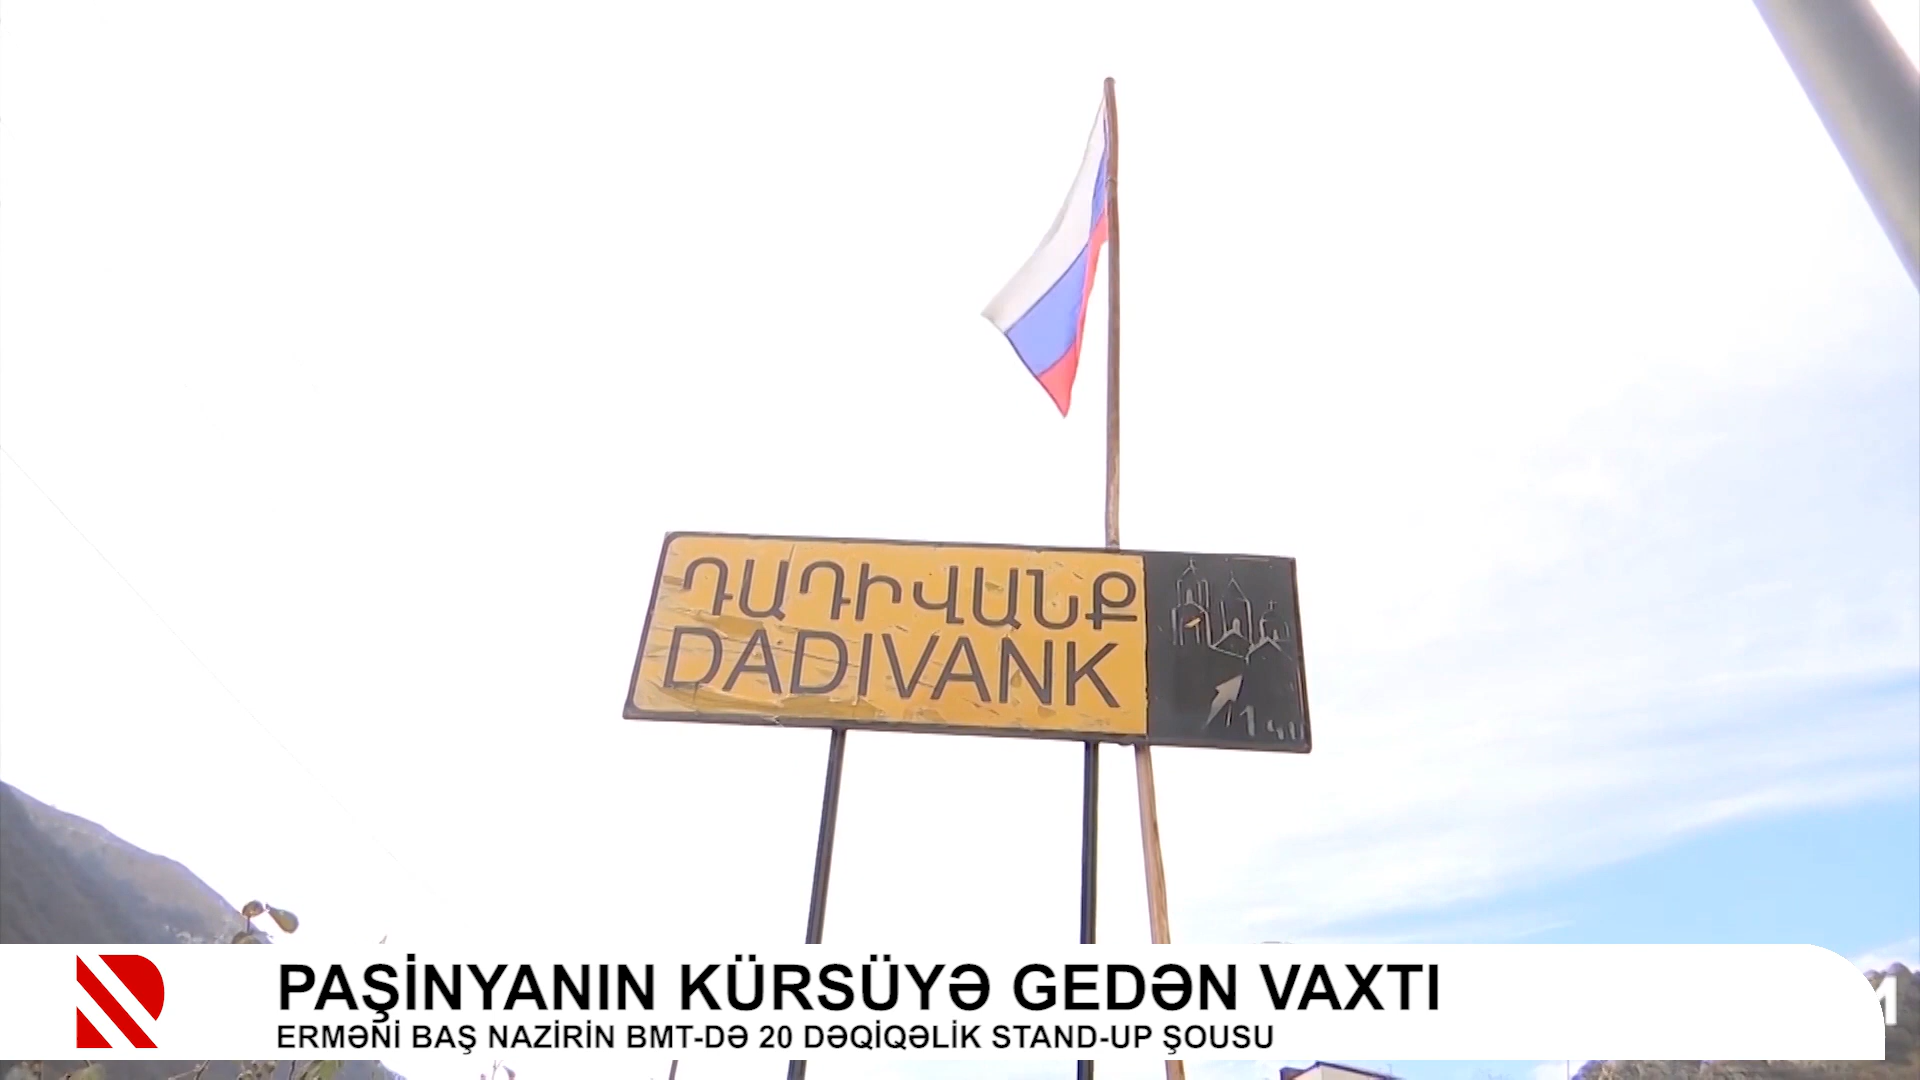 ԴԱԴԻՎԱՆՔ
DADIVANK
PAŞİNYANIN KÜRSÜYƏ GEDƏN VAXTI
ERMƏNİ BAŞ NAZİRİN BMT-DƏ 20 DƏQİQƏLİK STAND-UP ŞOUSU